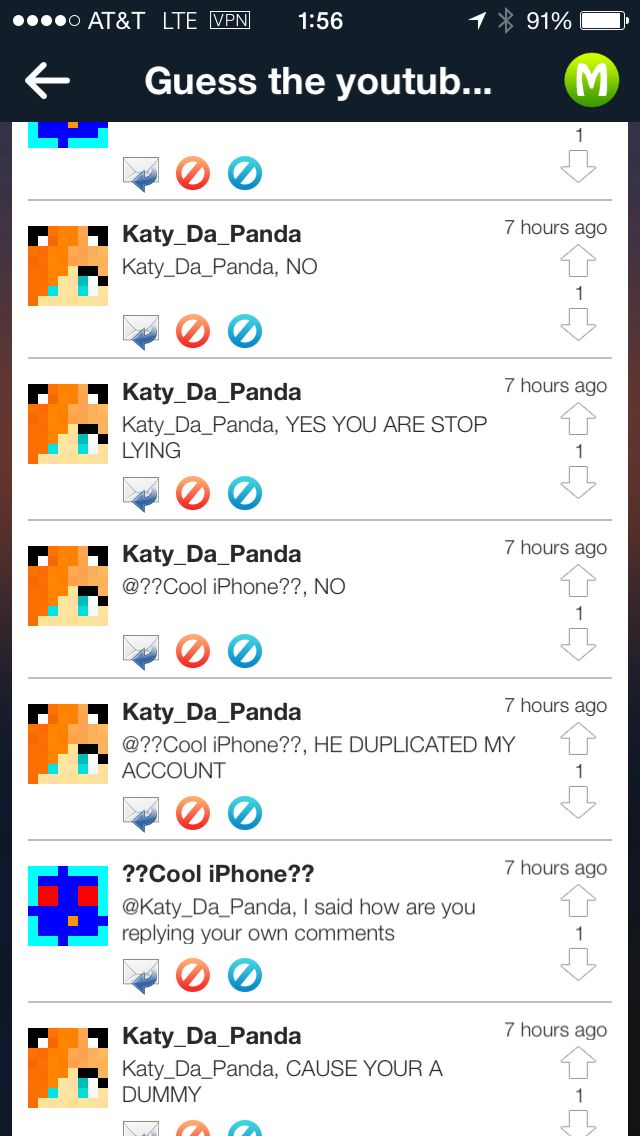 AT&T LTE VPN 1:56 91%
Guess the youtub... M
1
Katy_Da_Panda 7 hours ago
Katy_Da_Panda, NO
1
Katy_Da_Panda 7 hours ago
Katy_Da_Panda, YES YOU ARE STOP
LYING
1
Katy_Da_Panda 7 hours ago
@??Cool iPhone??, NO
1
Katy_Da_Panda 7 hours ago
@??Cool iPhone??, HE DUPLICATED MY
ACCOUNT
1
??Cool iPhone?? 7 hours ago
@Katy_Da_Panda, I said how are you
replying your own comments
1
Katy_Da_Panda 7 hours ago
Katy_Da_Panda, CAUSE YOUR A
DUMMY
1